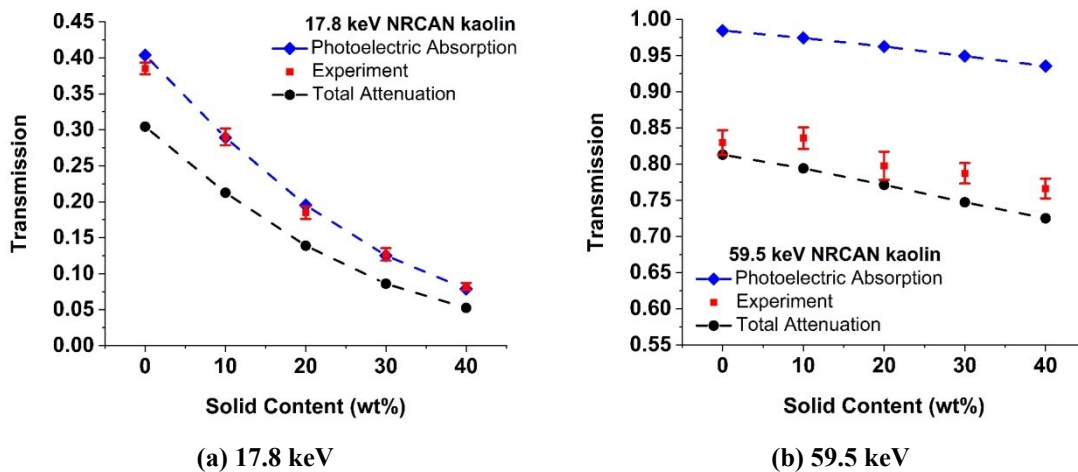 17.8 keV NRCAN kaolin
Photoelectric Absorption
Experiment
Total Attenuation
Transmission
0.45
0.40
0.35
0.30
0.25
0.20
0.15
0.10
0.05
0.00
0 10 20 30 40
Solid Content (wt%)
(a) 17.8 keV
1.00
0.95
0.90
0.85
0.80
0.75
0.70
0.65
0.60
0.55
Transmission
59.5 keV NRCAN kaolin
Photoelectric Absorption
Experiment
Total Attenuation
0 10 20 30 40
Solid Content (wt%)
(b) 59.5 keV